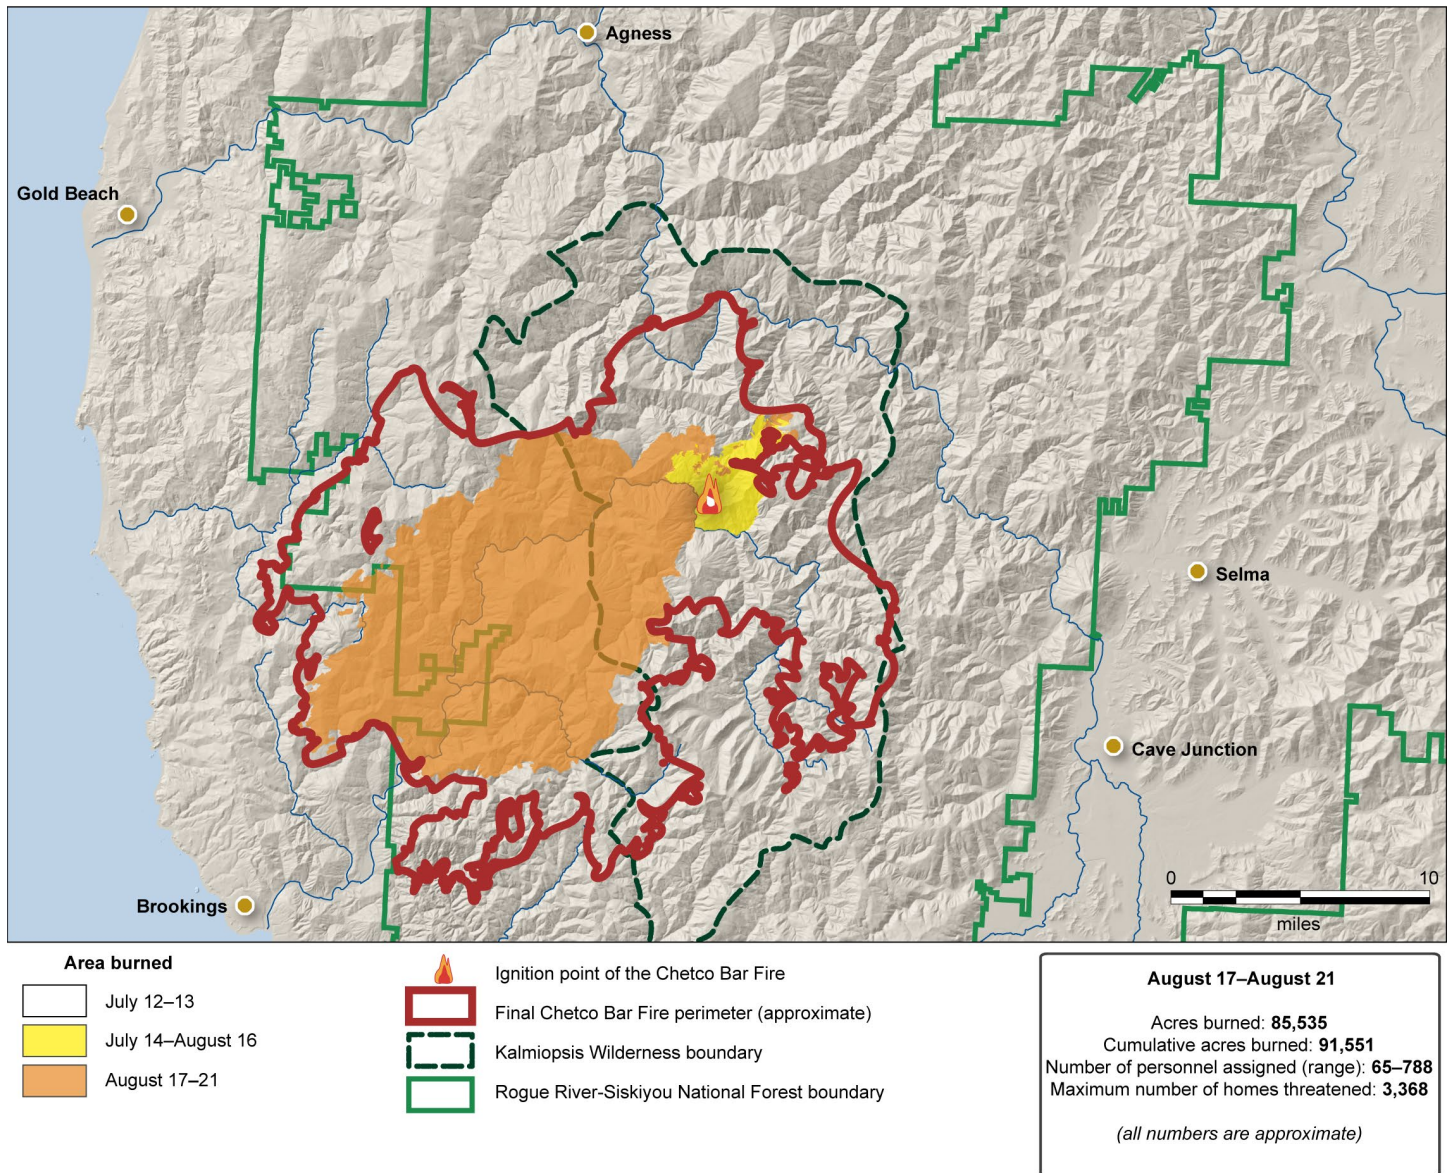 Agness
Gold Beach
Selma
Cave Junction
Brookings
0 10
miles
Area burned
July 12–13
July 14–August 16
August 17–21
Ignition point of the Chetco Bar Fire
Final Chetco Bar Fire perimeter (approximate)
Kalmiopsis Wilderness boundary
Rogue River-Siskiyou National Forest boundary
August 17–August 21
Acres burned: 85,535
Cumulative acres burned: 91,551
Number of personnel assigned (range): 65–788
Maximum number of homes threatened: 3,368
(all numbers are approximate)